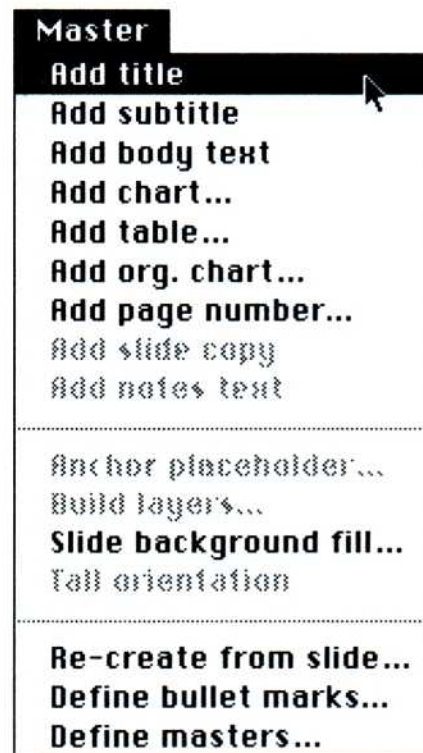 Master
Add title
Add subtitle
Add body text
Add chart...
Add table...
Add org. chart...
Add page number...
Add slide copy
Add notes text
Anchor placeholder...
Build layers...
Slide background fill...
Tall orientation
Re-create from slide...
Define bullet marks...
Define masters...